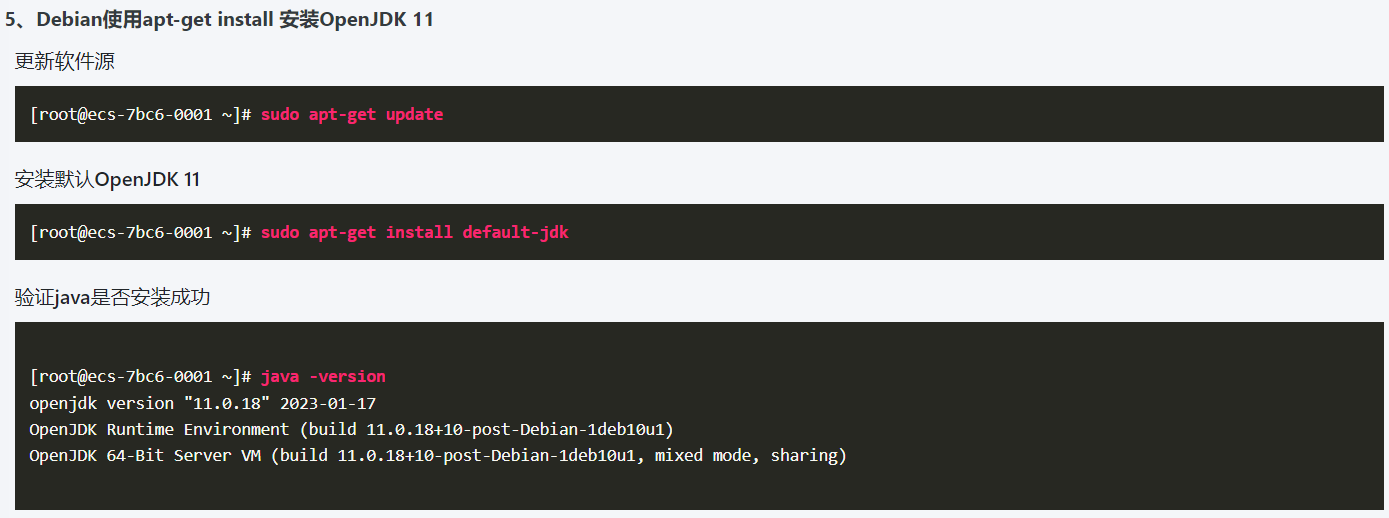 5、Debian使用apt-get install 安装OpenJDK 11
更新软件源
[root@ecs-7bc6-0001 ~]# sudo apt-get update
安装默认OpenJDK 11
[root@ecs-7bc6-0001 ~]# sudo apt-get install default-jdk
验证java是否安装成功
[root@ecs-7bc6-0001 ~]# java -version
openjdk version "11.0.18" 2023-01-17
OpenJDK Runtime Environment (build 11.0.18+10-post-Debian-1deb10u1)
OpenJDK 64-Bit Server VM (build 11.0.18+10-post-Debian-1deb10u1, mixed mode, sharing)